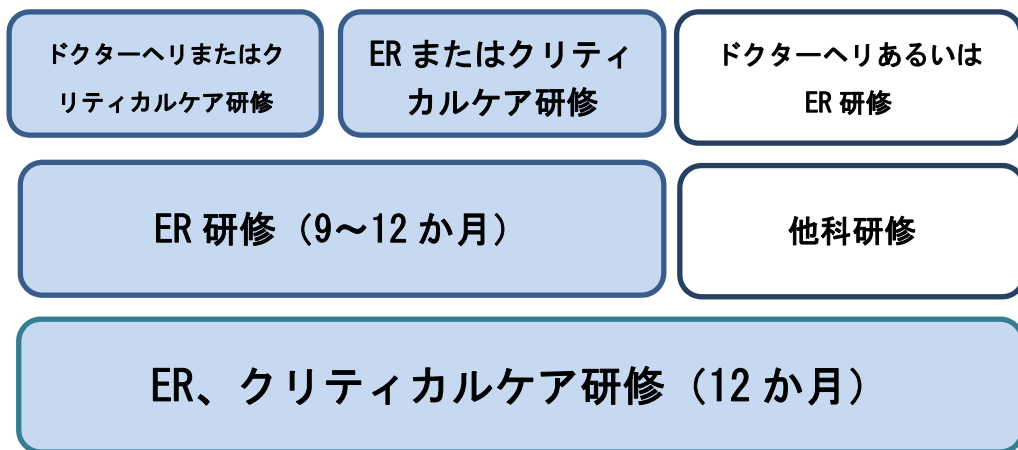 ドクターヘリまたはク
リティカルケア研修
ER またはクリティ
カルケア研修
ドクターヘリあるいは
ER 研修
ER 研修（9～12 か月）
他科研修
ER、クリティカルケア研修（12 か月）